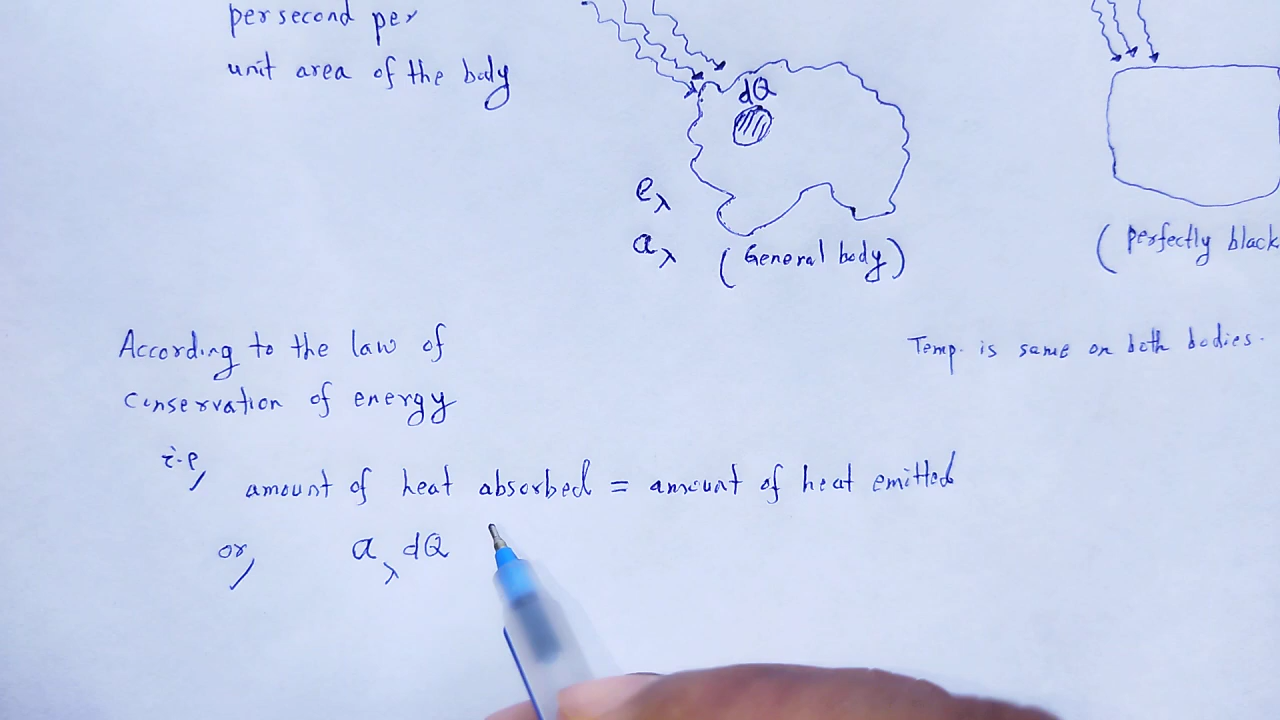 per second per
unit area of the body
dQ
eλ
aλ
(General body)
(perfectly black
Temp. is same on both bodies.
According to the law of
conservation of energy
i.e,
amount of heat absorbed = amount of heat emitted
or, aλ dQ